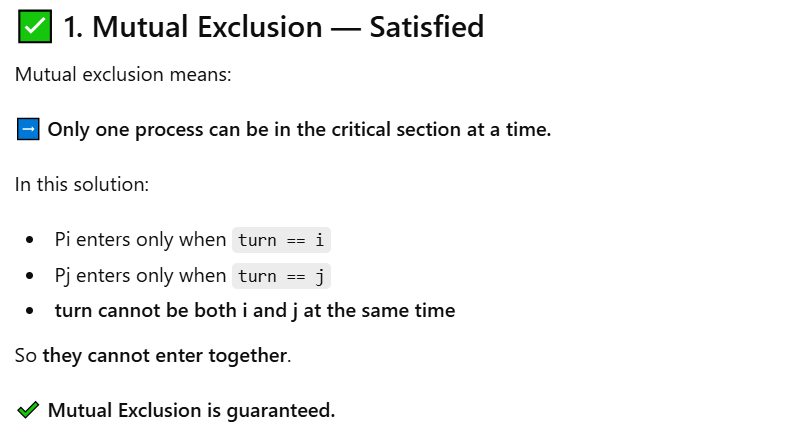 ✅ 1. Mutual Exclusion — Satisfied
Mutual exclusion means:
➡️ Only one process can be in the critical section at a time.
In this solution:
• Pi enters only when turn == i
• Pj enters only when turn == j
• turn cannot be both i and j at the same time
So they cannot enter together.
✔ Mutual Exclusion is guaranteed.